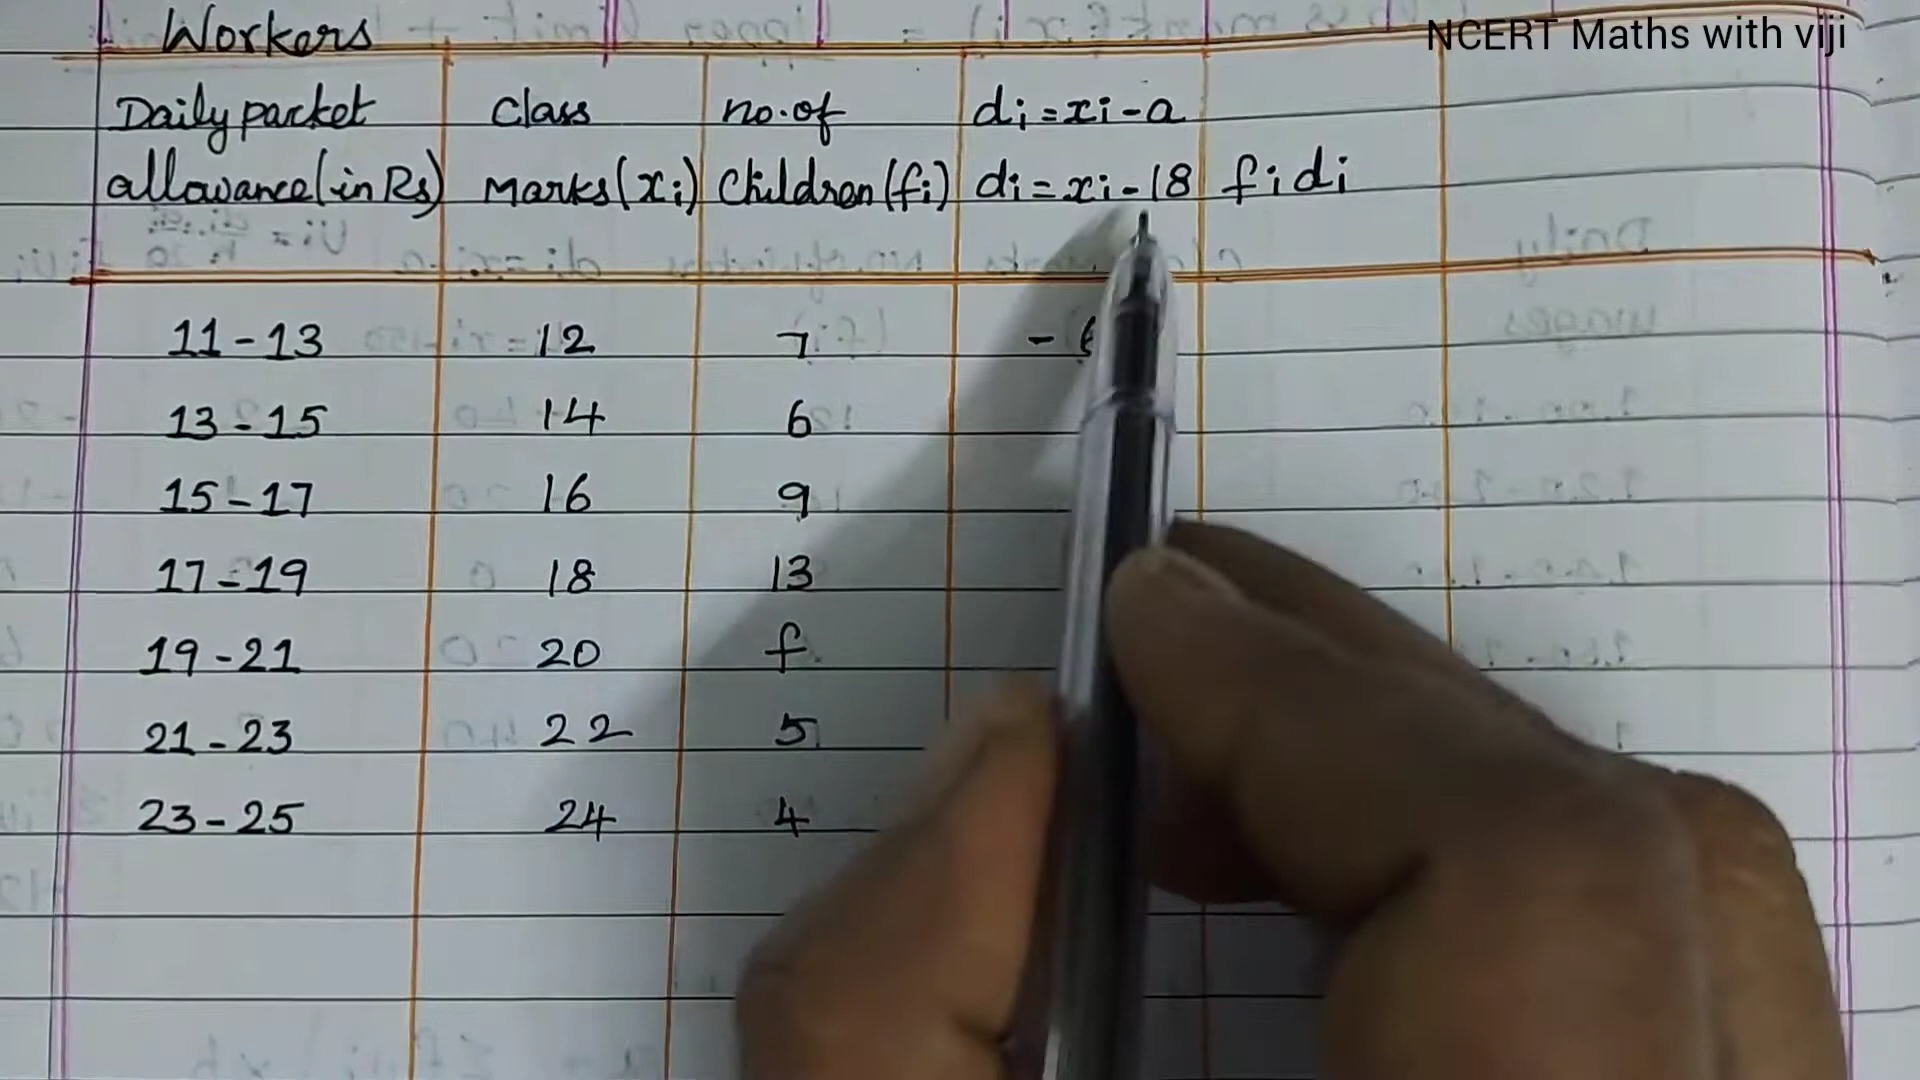 NCERT Maths with viji
Workers
Daily packet allowance(in Rs) Class Marks(xi) no.of Children(fi) di=xi-a di=xi-18 fidi
11-13 12 7 -6
13-15 14 6
15-17 16 9
17-19 18 13
19-21 20 f
21-23 22 5
23-25 24 4